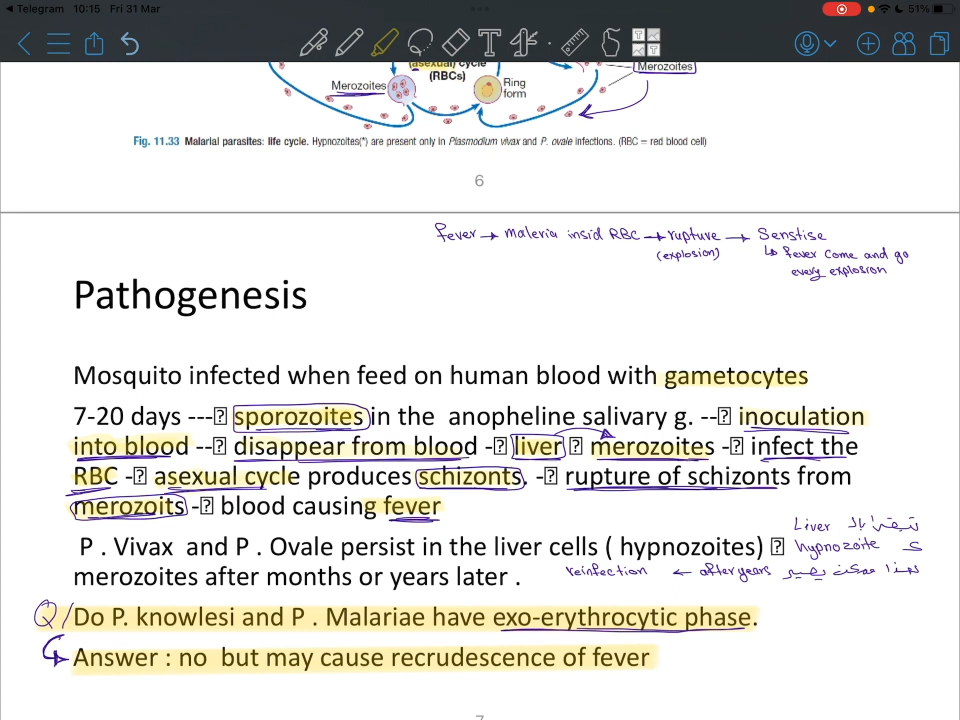 Telegram 10:15 Fri 31 Mar 51%
(asexual) cycle
(RBCs)
Merozoites
Ring
form
Merozoites
Fig. 11.33 Malarial parasites: life cycle. Hypnozoites(*) are present only in Plasmodium vivax and P. ovale infections. (RBC = red blood cell)
6
fever → maleria insid RBC → rupture → Senstise
(explosion)
↳ fever come and go
every explosion
Pathogenesis
Mosquito infected when feed on human blood with gametocytes
7-20 days --- sporozoites in the anopheline salivary g. -- inoculation
into blood -- disappear from blood - liver merozoites - infect the
RBC - asexual cycle produces schizonts. - rupture of schizonts from
merozoits - blood causing fever
Liver بالـ
P . Vivax and P . Ovale persist in the liver cells ( hypnozoites)
hypnozoite
merozoites after months or years later .
لهذا ممكن يصير after years → reinfection
Q/ Do P. knowlesi and P . Malariae have exo-erythrocytic phase.
Answer : no but may cause recrudescence of fever
7